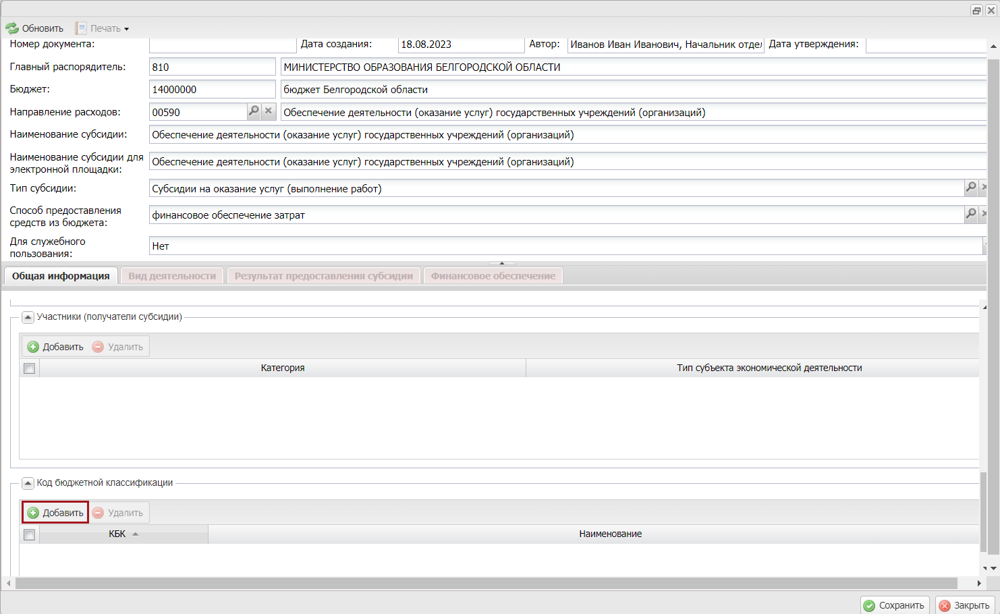 Обновить Печать
Номер документа: Дата создания: 18.08.2023 Автор: Иванов Иван Иванович, Начальник отдел Дата утверждения:
Главный распорядитель: 810 МИНИСТЕРСТВО ОБРАЗОВАНИЯ БЕЛГОРОДСКОЙ ОБЛАСТИ
Бюджет: 14000000 бюджет Белгородской области
Направление расходов: 00590 Обеспечение деятельности (оказание услуг) государственных учреждений (организаций)
Наименование субсидии: Обеспечение деятельности (оказание услуг) государственных учреждений (организаций)
Наименование субсидии для
электронной площадки: Обеспечение деятельности (оказание услуг) государственных учреждений (организаций)
Тип субсидии: Субсидии на оказание услуг (выполнение работ)
Способ предоставления
средств из бюджета: финансовое обеспечение затрат
Для служебного
пользования: Нет
Общая информация Вид деятельности Результат предоставления субсидии Финансовое обеспечение
Участники (получатели субсидии)
Добавить Удалить
Категория Тип субъекта экономической деятельности
Код бюджетной классификации
Добавить Удалить
КБК Наименование
Сохранить Закрыть